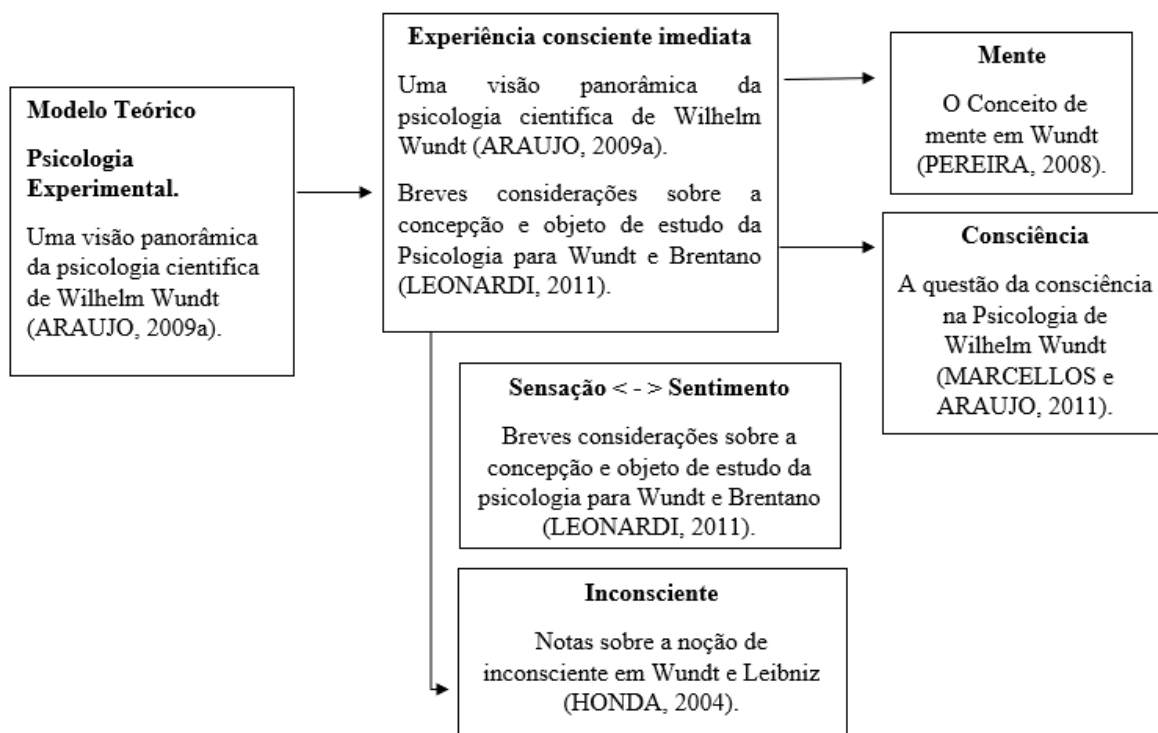 Modelo Teórico
Psicologia
Experimental.
Uma visão panorâmica
da psicologia cientifica
de Wilhelm Wundt
(ARAUJO, 2009a).
Experiência consciente imediata
Uma visão panorâmica da
psicologia cientifica de Wilhelm
Wundt (ARAUJO, 2009a).
Breves considerações sobre a
concepção e objeto de estudo da
Psicologia para Wundt e Brentano
(LEONARDI, 2011).
Mente
O Conceito de
mente em Wundt
(PEREIRA, 2008).
Consciência
A questão da consciência
na Psicologia de
Wilhelm Wundt
(MARCELLOS e
ARAUJO, 2011).
Sensação < - > Sentimento
Breves considerações sobre a
concepção e objeto de estudo da
psicologia para Wundt e Brentano
(LEONARDI, 2011).
Inconsciente
Notas sobre a noção de
inconsciente em Wundt e Leibniz
(HONDA, 2004).